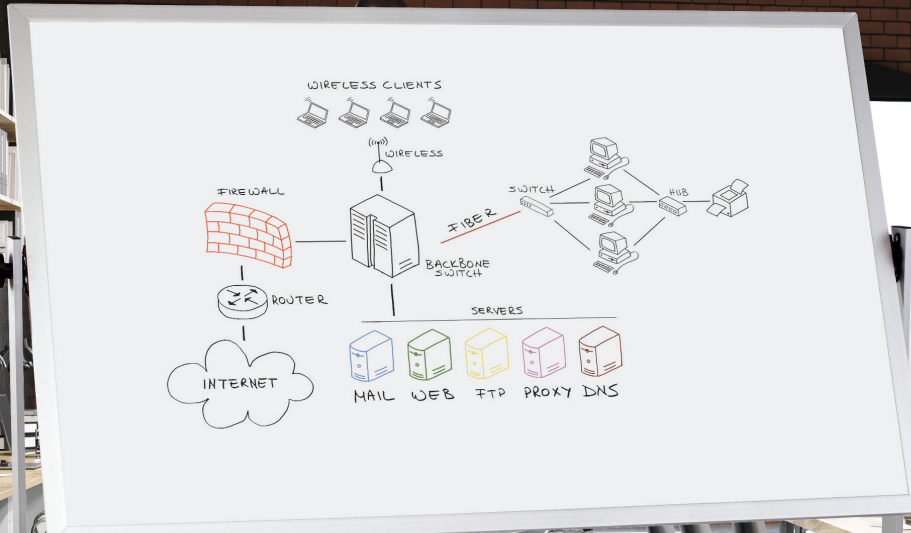 WIRELESS CLIENTS
WIRELESS
FIREWALL
SWITCH
HUB
FIBER
BACKBONE
SWITCH
ROUTER
SERVERS
INTERNET
MAIL WEB FTP PROXY DNS